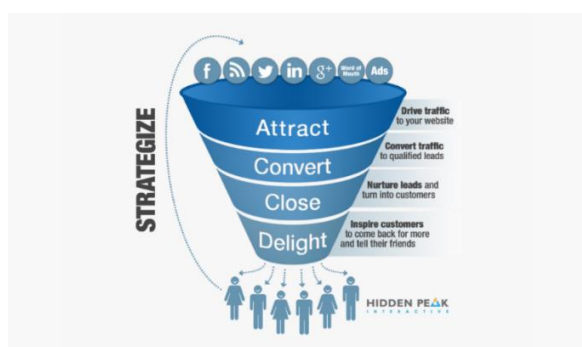 f in g+ Word of Mouth Ads
STRATEGIZE
Attract
Drive traffic
to your website
Convert
Convert traffic
to qualified leads
Close
Nurture leads and
turn into customers
Delight
Inspire customers
to come back for more
and tell their friends
HIDDEN PEAK
INTERACTIVE